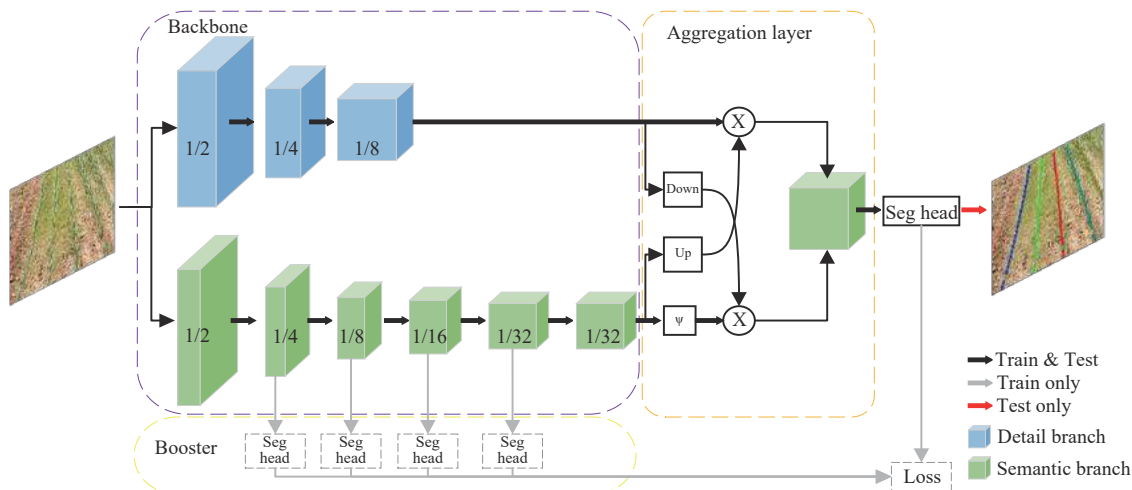 Backbone
Aggregation layer
1/2
1/4
1/8
X
Down
Up
Seg head
1/2
1/4
1/8
1/16
1/32
1/32
ψ
X
Train & Test
Train only
Test only
Detail branch
Semantic branch
Booster
Seg
head
Seg
head
Seg
head
Seg
head
Loss